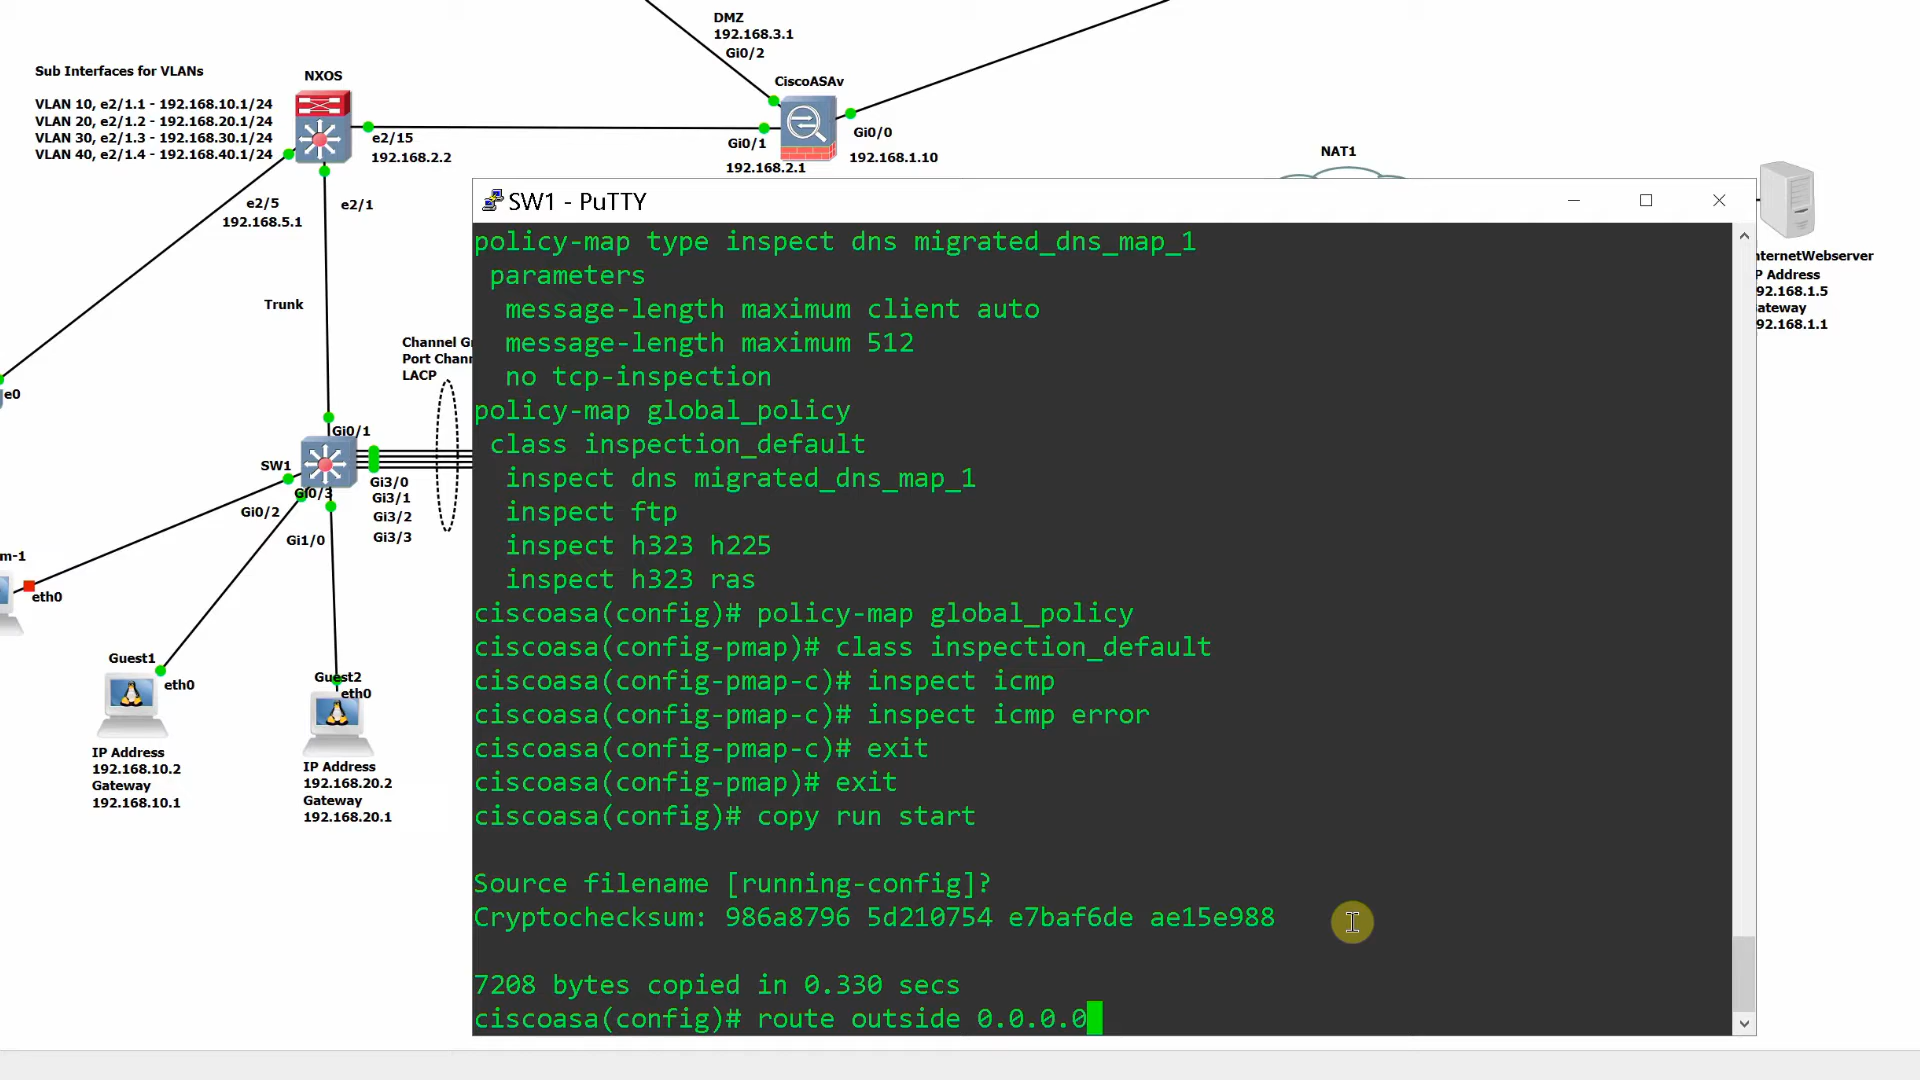 DMZ
192.168.3.1
Gi0/2
Sub Interfaces for VLANs
NXOS
CiscoASAv
VLAN 10, e2/1.1 - 192.168.10.1/24
VLAN 20, e2/1.2 - 192.168.20.1/24
VLAN 30, e2/1.3 - 192.168.30.1/24
VLAN 40, e2/1.4 - 192.168.40.1/24
e2/15
192.168.2.2
Gi0/1
192.168.2.1
Gi0/0
192.168.1.10
NAT1
e2/5
192.168.5.1
e2/1
Trunk
Channel G
Port Chan
LACP
e0
Gi0/1
SW1
Gi0/3
Gi0/2
Gi1/0
Gi3/0
Gi3/1
Gi3/2
Gi3/3
m-1
eth0
Guest1
eth0
IP Address
192.168.10.2
Gateway
192.168.10.1
Guest2
eth0
IP Address
192.168.20.2
Gateway
192.168.20.1
nternetWebserver
P Address
92.168.1.5
ateway
92.168.1.1
SW1 - PuTTY
policy-map type inspect dns migrated_dns_map_1
parameters
message-length maximum client auto
message-length maximum 512
no tcp-inspection
policy-map global_policy
class inspection_default
inspect dns migrated_dns_map_1
inspect ftp
inspect h323 h225
inspect h323 ras
ciscoasa(config)# policy-map global_policy
ciscoasa(config-pmap)# class inspection_default
ciscoasa(config-pmap-c)# inspect icmp
ciscoasa(config-pmap-c)# inspect icmp error
ciscoasa(config-pmap-c)# exit
ciscoasa(config-pmap)# exit
ciscoasa(config)# copy run start
Source filename [running-config]?
Cryptochecksum: 986a8796 5d210754 e7baf6de ae15e988
7208 bytes copied in 0.330 secs
ciscoasa(config)# route outside 0.0.0.0